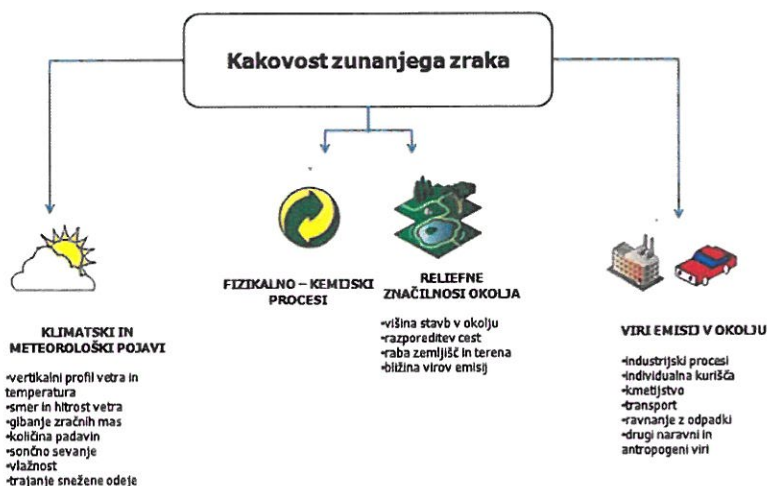 Kakovost zunanjega zraka
KLIMATSKI IN
METEOROLOŠKI POJAVI
•vertikalni profil vetra in
temperatura
•smer in hitrost vetra
•gibanje zračnih mas
•količina padavin
•sončno sevanje
•vlažnost
•trajanje snežene odeje
FIZIKALNO – KEMIJSKI
PROCESI
RELIEFNE
ZNAČILNOSI OKOLJA
•višina stavb v okolju
•razporeditev cest
•raba zemljišč in terena
•bližina virov emisij
VIRI EMISIJ V OKOLJU
•industrijski procesi
•individualna kurišča
•kmetijstvo
•transport
•ravnanje z odpadki
•drugi naravni in
antropogeni viri